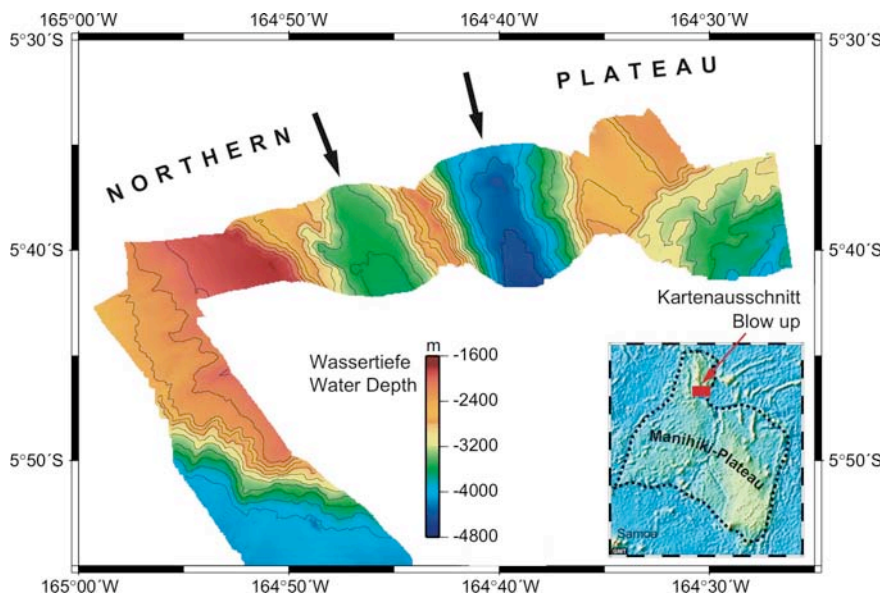 165°00´W 164°50´W 164°40´W 164°30´W
5°30´S 5°30´S
PLATEAU
NORTHERN
5°40´S 5°40´S
Kartenausschnitt
Blow up
Wassertiefe
Water Depth
m
-1600
-2400
-3200
-4000
-4800
Manihiki-Plateau
Samoa
GMT
5°50´S 5°50´S
165°00´W 164°50´W 164°40´W 164°30´W